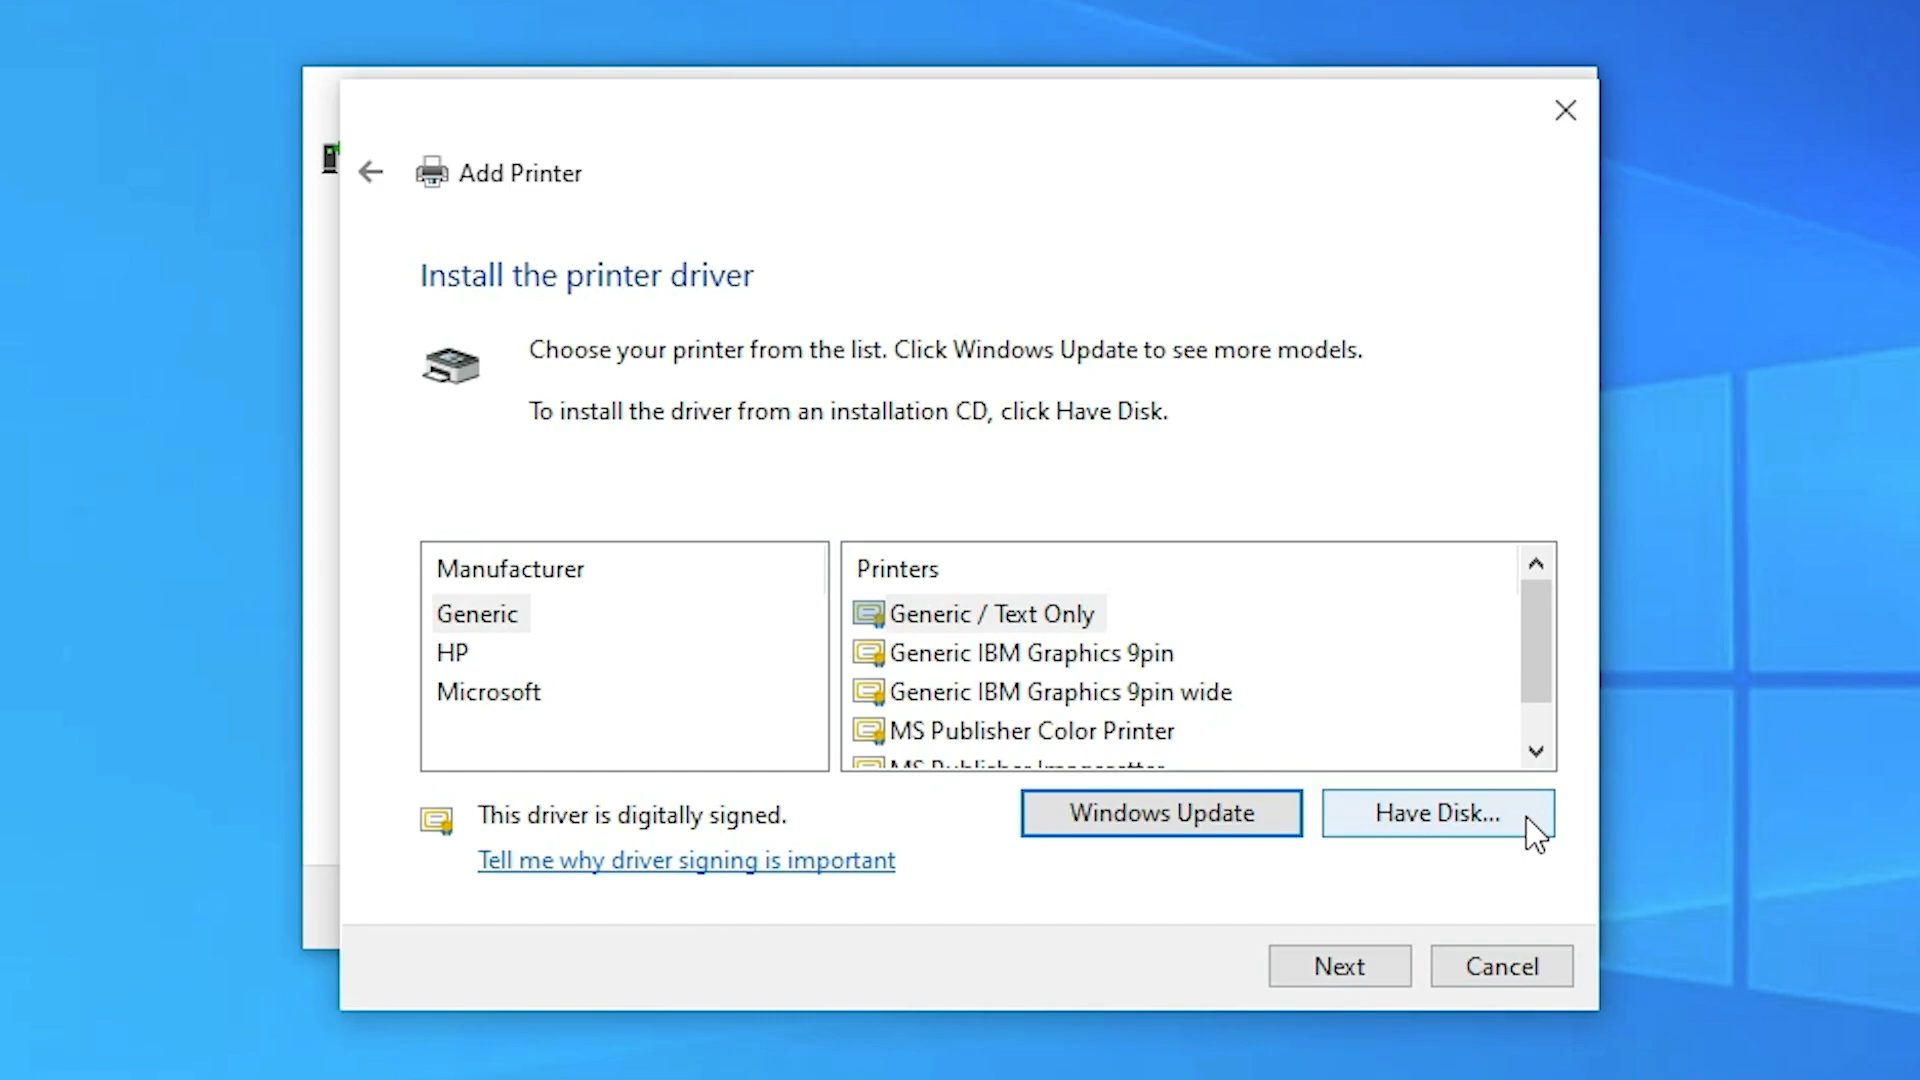 Add Printer
Install the printer driver
Choose your printer from the list. Click Windows Update to see more models.
To install the driver from an installation CD, click Have Disk.
Manufacturer
Generic
HP
Microsoft
Printers
Generic / Text Only
Generic IBM Graphics 9pin
Generic IBM Graphics 9pin wide
MS Publisher Color Printer
MS Publisher Imagesetter
This driver is digitally signed.
Windows Update
Have Disk...
Tell me why driver signing is important
Next
Cancel